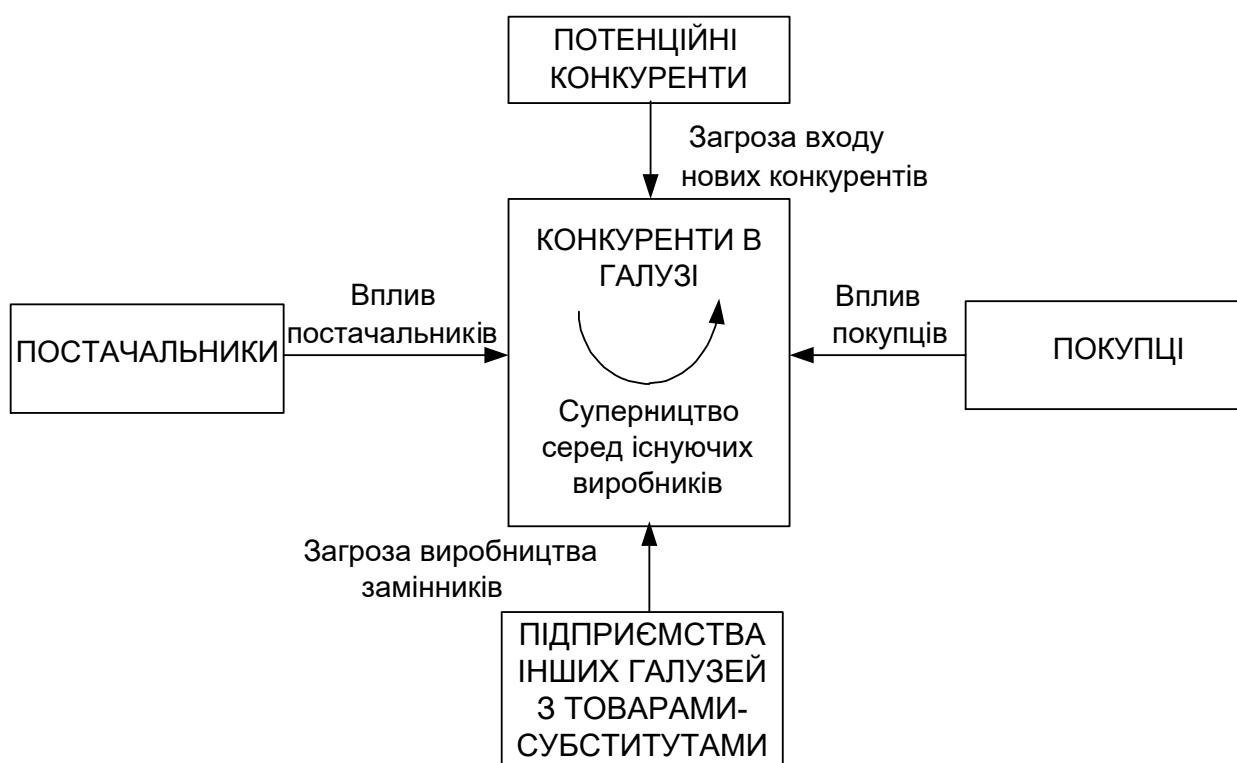 ПОТЕНЦІЙНІ
КОНКУРЕНТИ
Загроза входу
нових конкурентів
КОНКУРЕНТИ В
ГАЛУЗІ
Вплив
постачальників
Вплив
покупців
ПОСТАЧАЛЬНИКИ
ПОКУПЦІ
Суперництво
серед існуючих
виробників
Загроза виробництва
замінників
ПІДПРИЄМСТВА
ІНШИХ ГАЛУЗЕЙ
З ТОВАРАМИ-
СУБСТИТУТАМИ